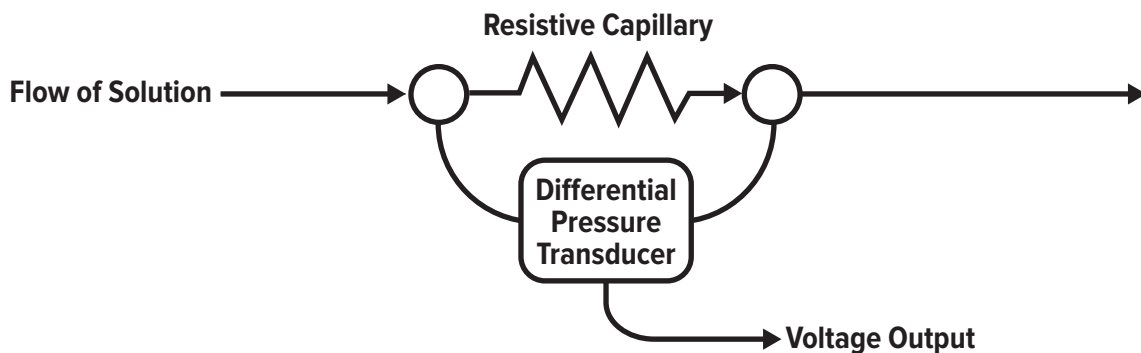 Resistive Capillary
Flow of Solution
Differential
Pressure
Transducer
Voltage Output